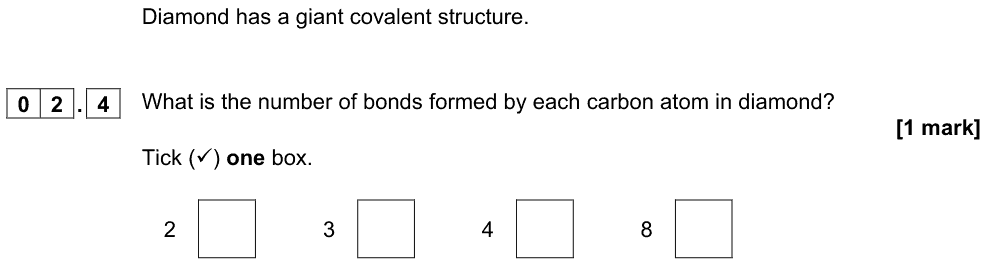 Diamond has a giant covalent structure.
0 2 . 4 What is the number of bonds formed by each carbon atom in diamond?
[1 mark]
Tick (✓) one box.
2 3 4 8